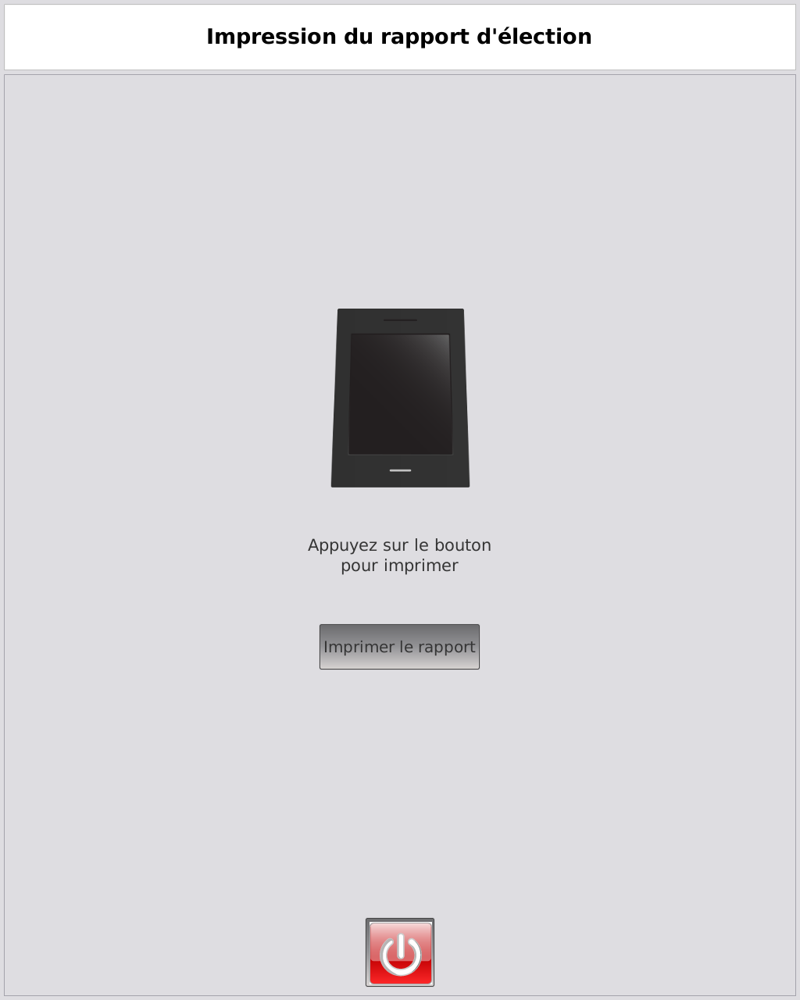 Impression du rapport d'élection
Appuyez sur le bouton
pour imprimer
Imprimer le rapport